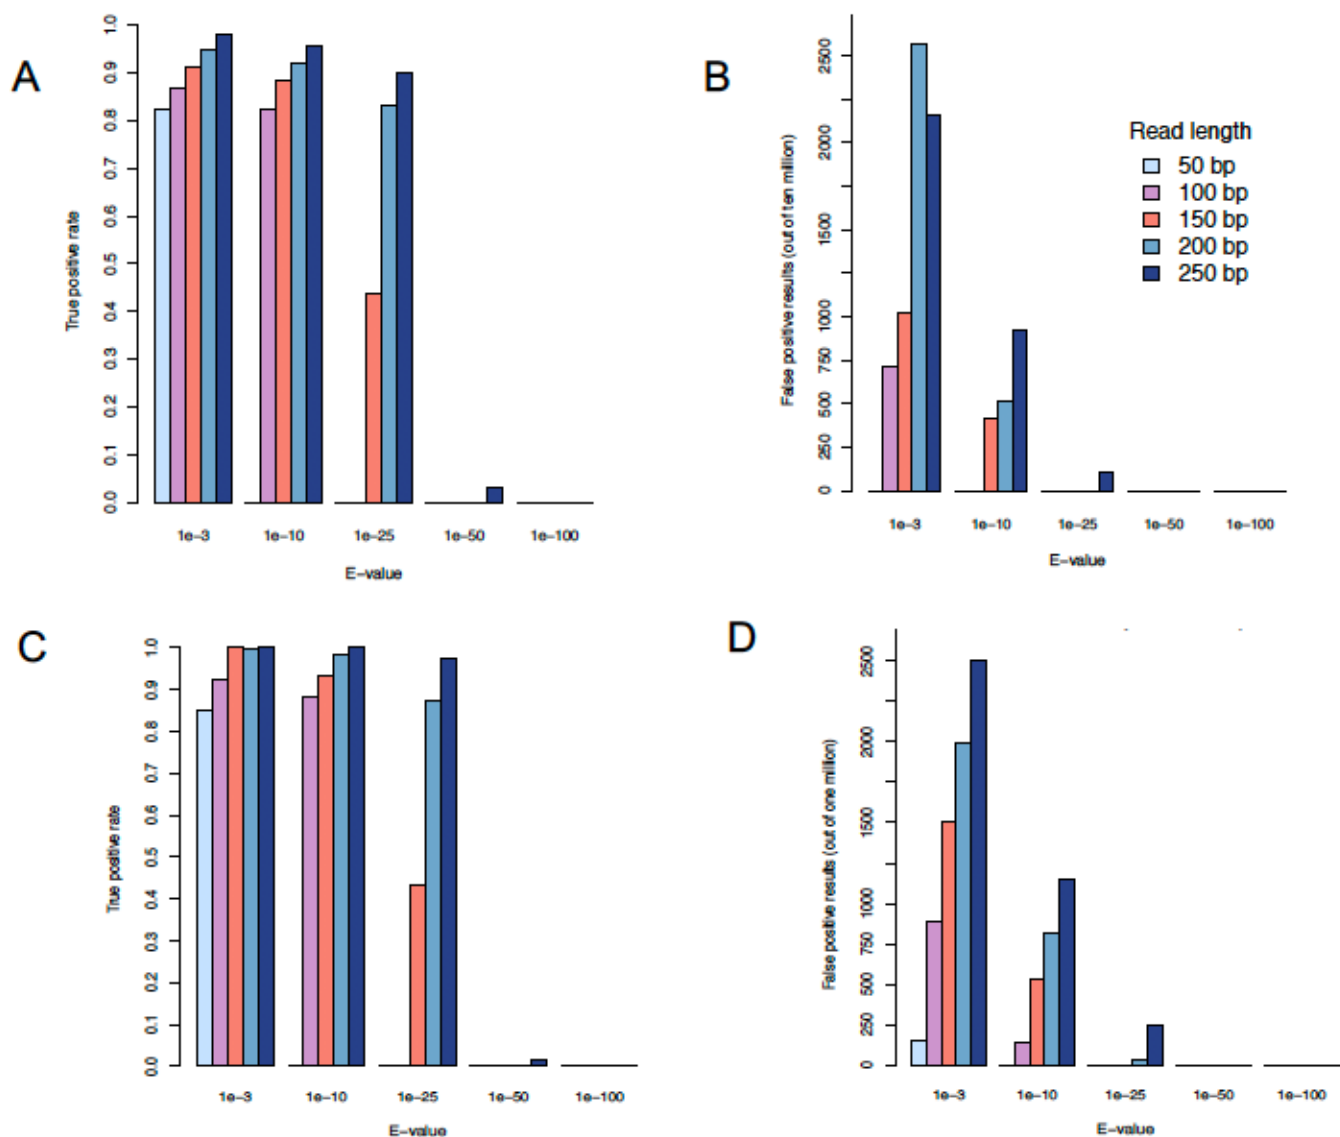 A
True positive rate
1.0
0.9
0.8
0.7
0.6
0.5
0.4
0.3
0.2
0.1
0.0
1e-3 1e-10 1e-25 1e-50 1e-100
E-value
B
False positive results (out of ten million)
2500
2000
1500
1000
750
500
250
0
1e-3 1e-10 1e-25 1e-50 1e-100
E-value
Read length
50 bp
100 bp
150 bp
200 bp
250 bp
C
True positive rate
1.0
0.9
0.8
0.7
0.6
0.5
0.4
0.3
0.2
0.1
0.0
1e-3 1e-10 1e-25 1e-50 1e-100
E-value
D
False positive results (out of one million)
2500
2000
1500
1000
750
500
250
0
1e-3 1e-10 1e-25 1e-50 1e-100
E-value